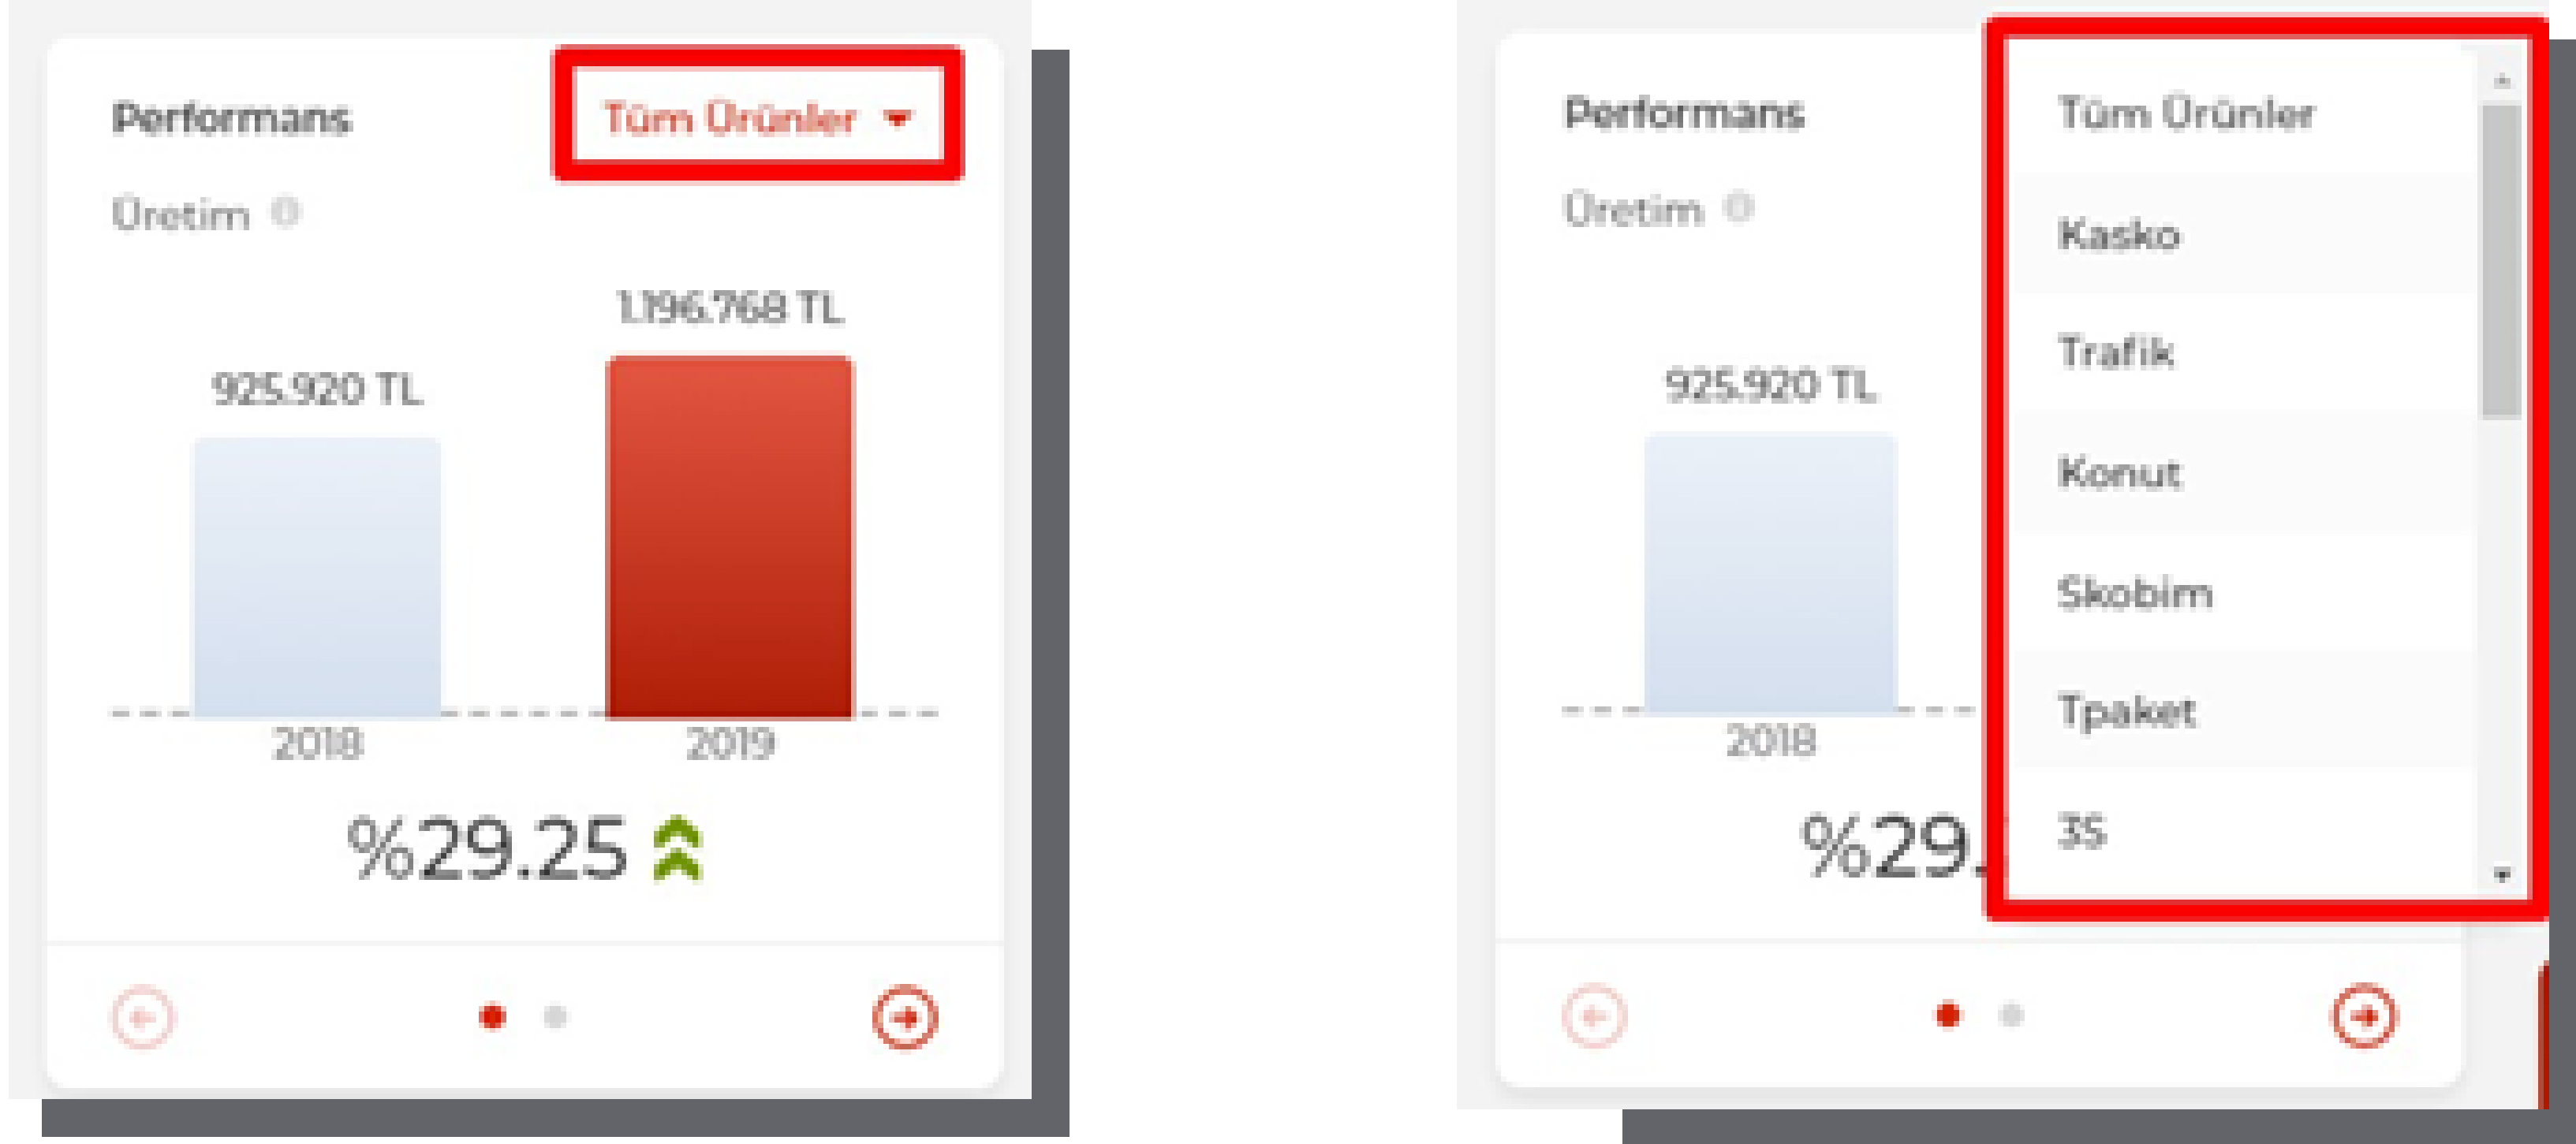 Performans
Tüm Ürünler
Üretim
925.920 TL
1.196.768 TL
2018
2019
%29.25
Performans
Üretim
925.920 TL
2018
%29.
Tüm Ürünler
Kasko
Trafik
Konut
Skobim
Tpaket
3S